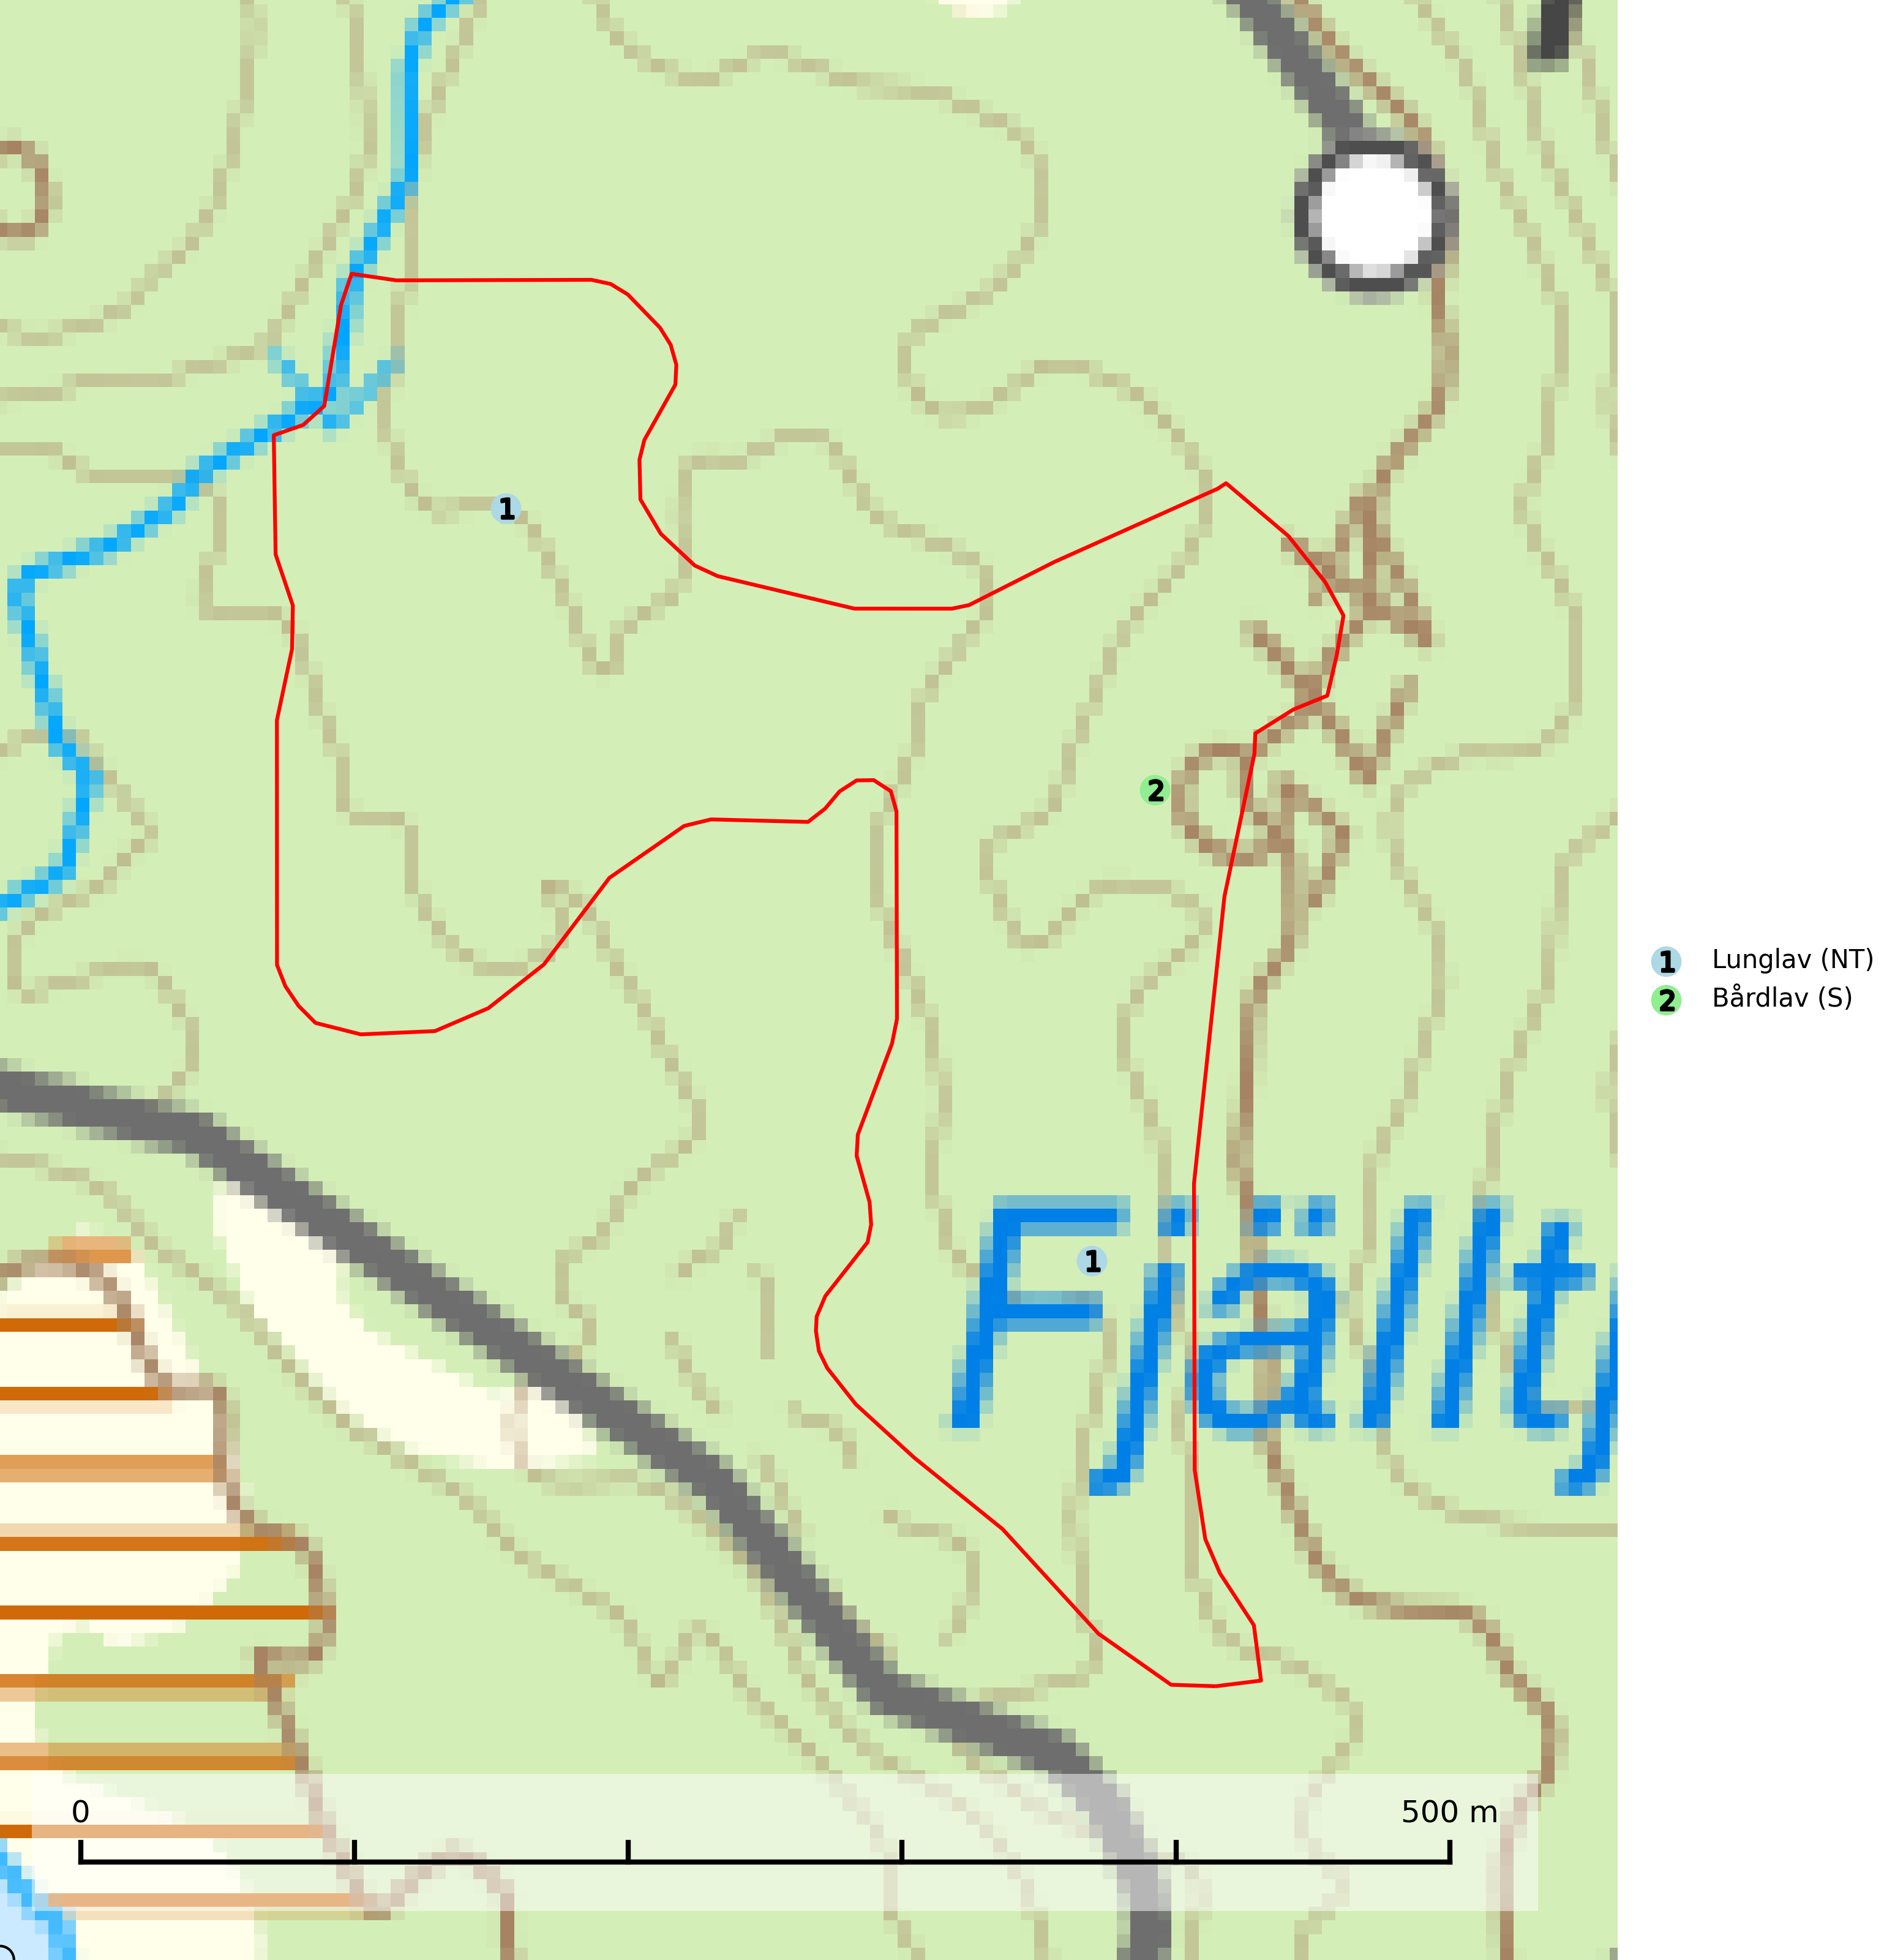 1
2
1
Fjällt
1 Lunglav (NT)
2 Bårdlav (S)
0 500 m